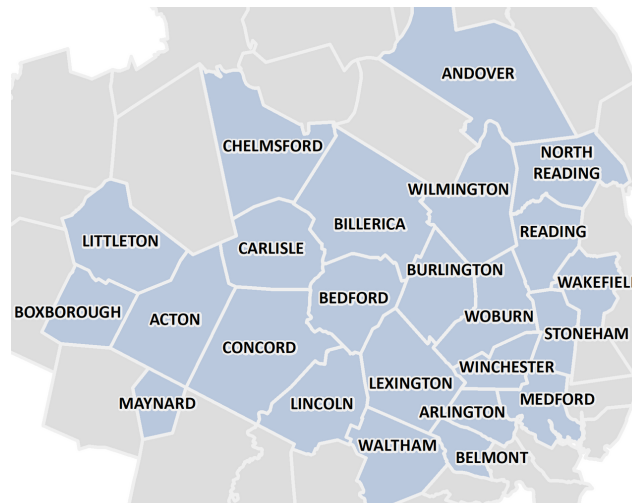 ANDOVER
CHELMSFORD
NORTH
READING
WILMINGTON
LITTLETON
CARLISLE
BILLERICA
READING
BURLINGTON
WAKEFIELD
BOXBOROUGH
ACTON
BEDFORD
WOBURN
STONEHAM
CONCORD
WINCHESTER
LEXINGTON
MAYNARD
LINCOLN
ARLINGTON
MEDFORD
WALTHAM
BELMONT